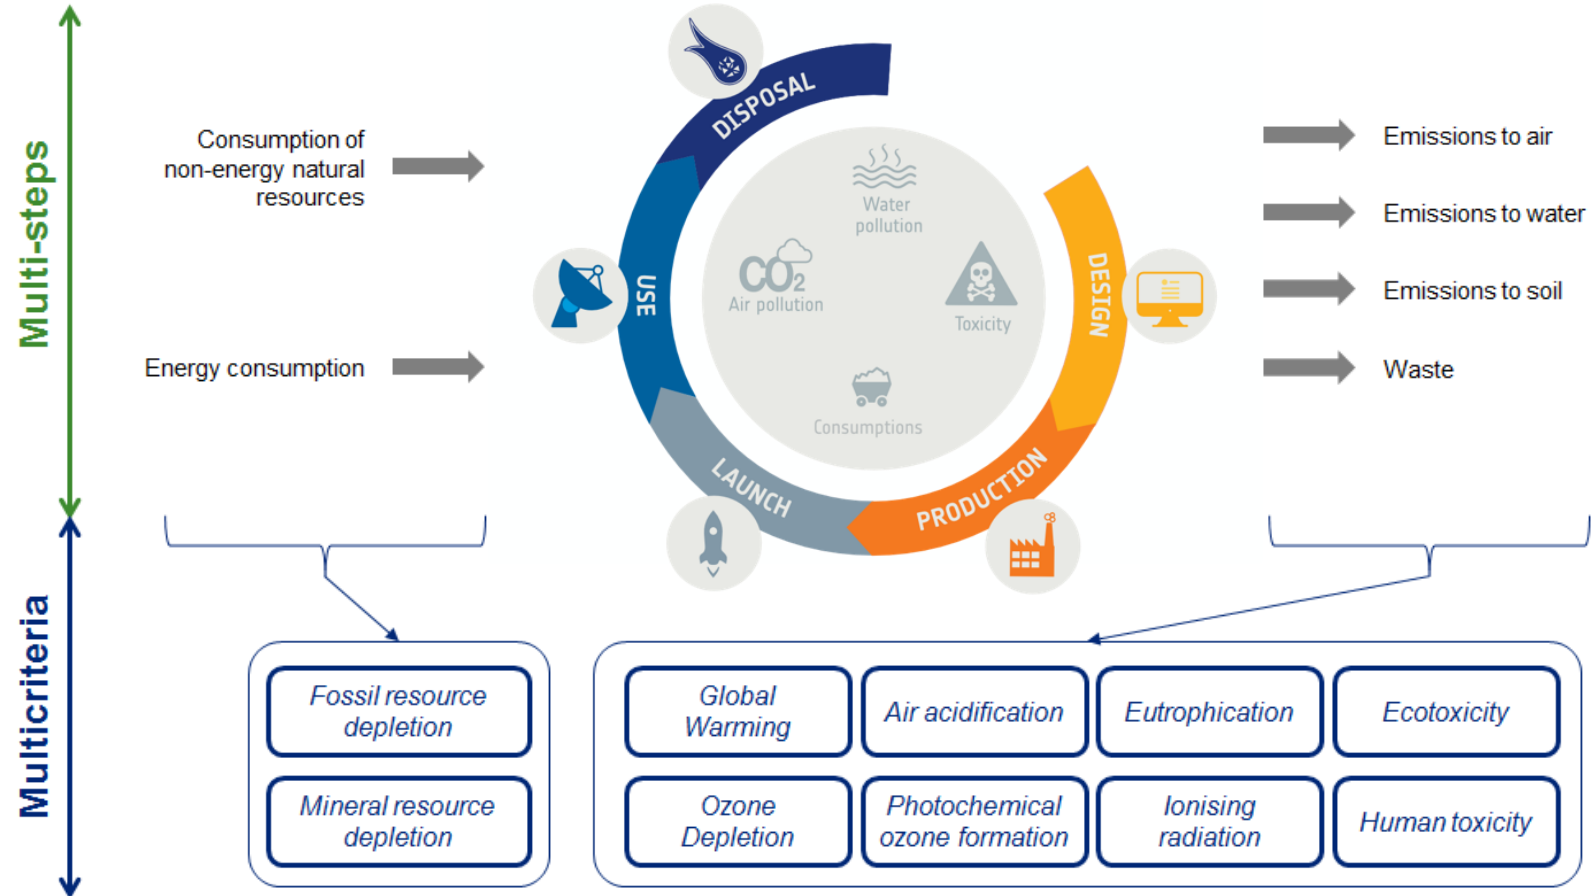 Multi-steps
Consumption of
non-energy natural
resources
Energy consumption
DISPOSAL
USE
LAUNCH
PRODUCTION
DESIGN
Water
pollution
CO2
Air pollution
Toxicity
Consumptions
Emissions to air
Emissions to water
Emissions to soil
Waste
Multicriteria
Fossil resource
depletion
Mineral resource
depletion
Global
Warming
Air acidification
Eutrophication
Ecotoxicity
Ozone
Depletion
Photochemical
ozone formation
Ionising
radiation
Human toxicity